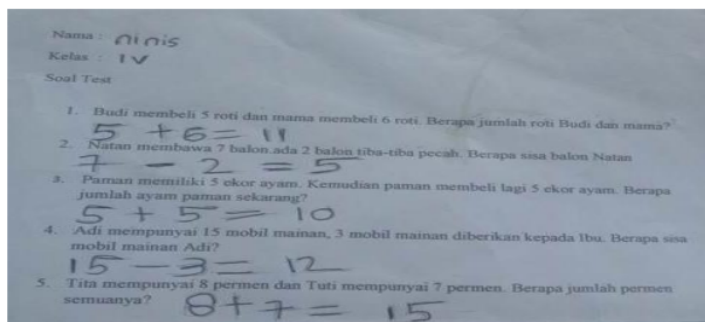 Nama : ninis
Kelas : IV
Soal Test
1. Budi membeli 5 roti dan mama membeli 6 roti. Berapa jumlah roti Budi dan mama?
5 + 6 = 11
2. Natan membawa 7 balon.ada 2 balon tiba-tiba pecah. Berapa sisa balon Natan
7 - 2 = 5
3. Paman memiliki 5 ekor ayam. Kemudian paman membeli lagi 5 ekor ayam. Berapa
jumlah ayam paman sekarang?
5 + 5 = 10
4. Adi mempunyai 15 mobil mainan, 3 mobil mainan diberikan kepada Ibu. Berapa sisa
mobil mainan Adi?
15 - 3 = 12
5. Tita mempunyai 8 permen dan Tuti mempunyai 7 permen. Berapa jumlah permen
semuanya? 8 + 7 = 15